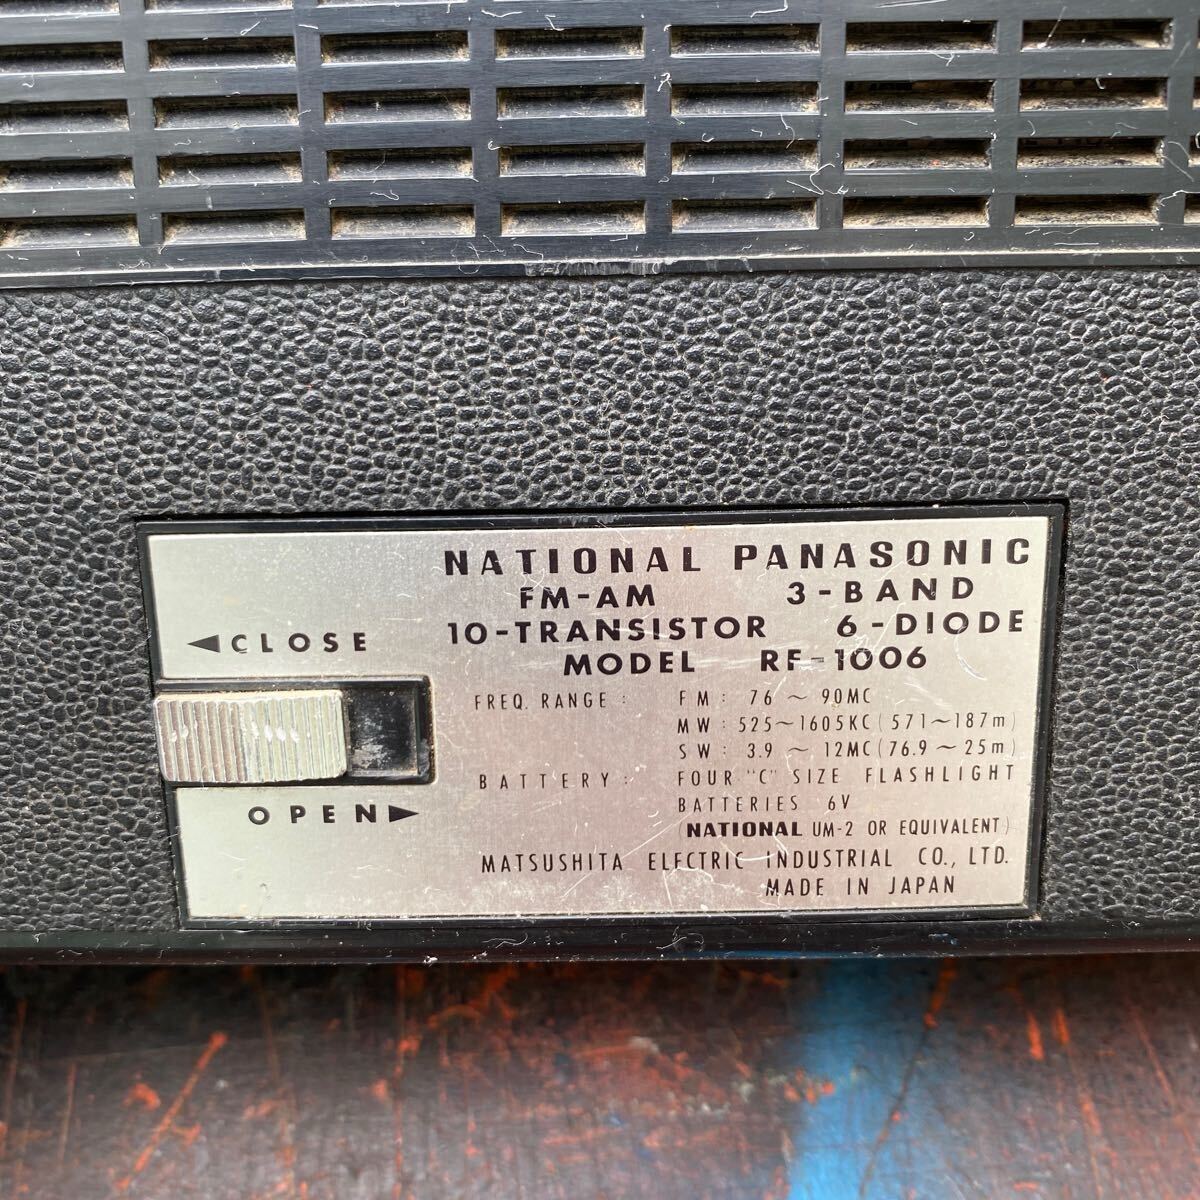 NATIONAL PANASONIC
FM-AM 3-BAND
10-TRANSISTOR 6-DIODE
MODEL RF-1006
◀CLOSE
OPEN▶
FREQ. RANGE : FM : 76 ~ 90MC
MW : 525~1605KC (571~187m)
SW : 3.9 ~ 12MC (76.9 ~ 25m)
BATTERY : FOUR "C" SIZE FLASHLIGHT
BATTERIES 6V
(NATIONAL UM-2 OR EQUIVALENT)
MATSUSHITA ELECTRIC INDUSTRIAL CO., LTD.
MADE IN JAPAN